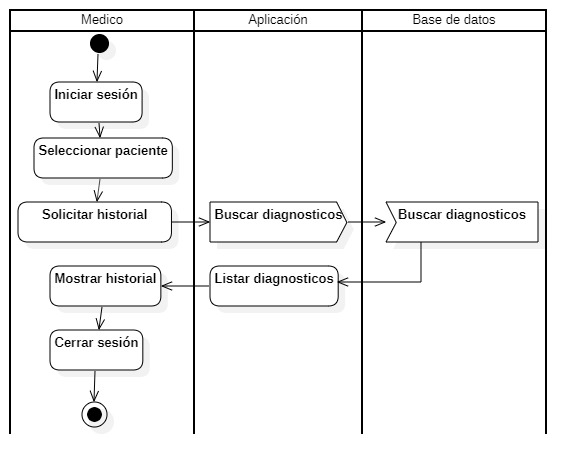 Medico
Aplicación
Base de datos
Iniciar sesión
Seleccionar paciente
Solicitar historial
Buscar diagnosticos
Buscar diagnosticos
Mostrar historial
Listar diagnosticos
Cerrar sesión